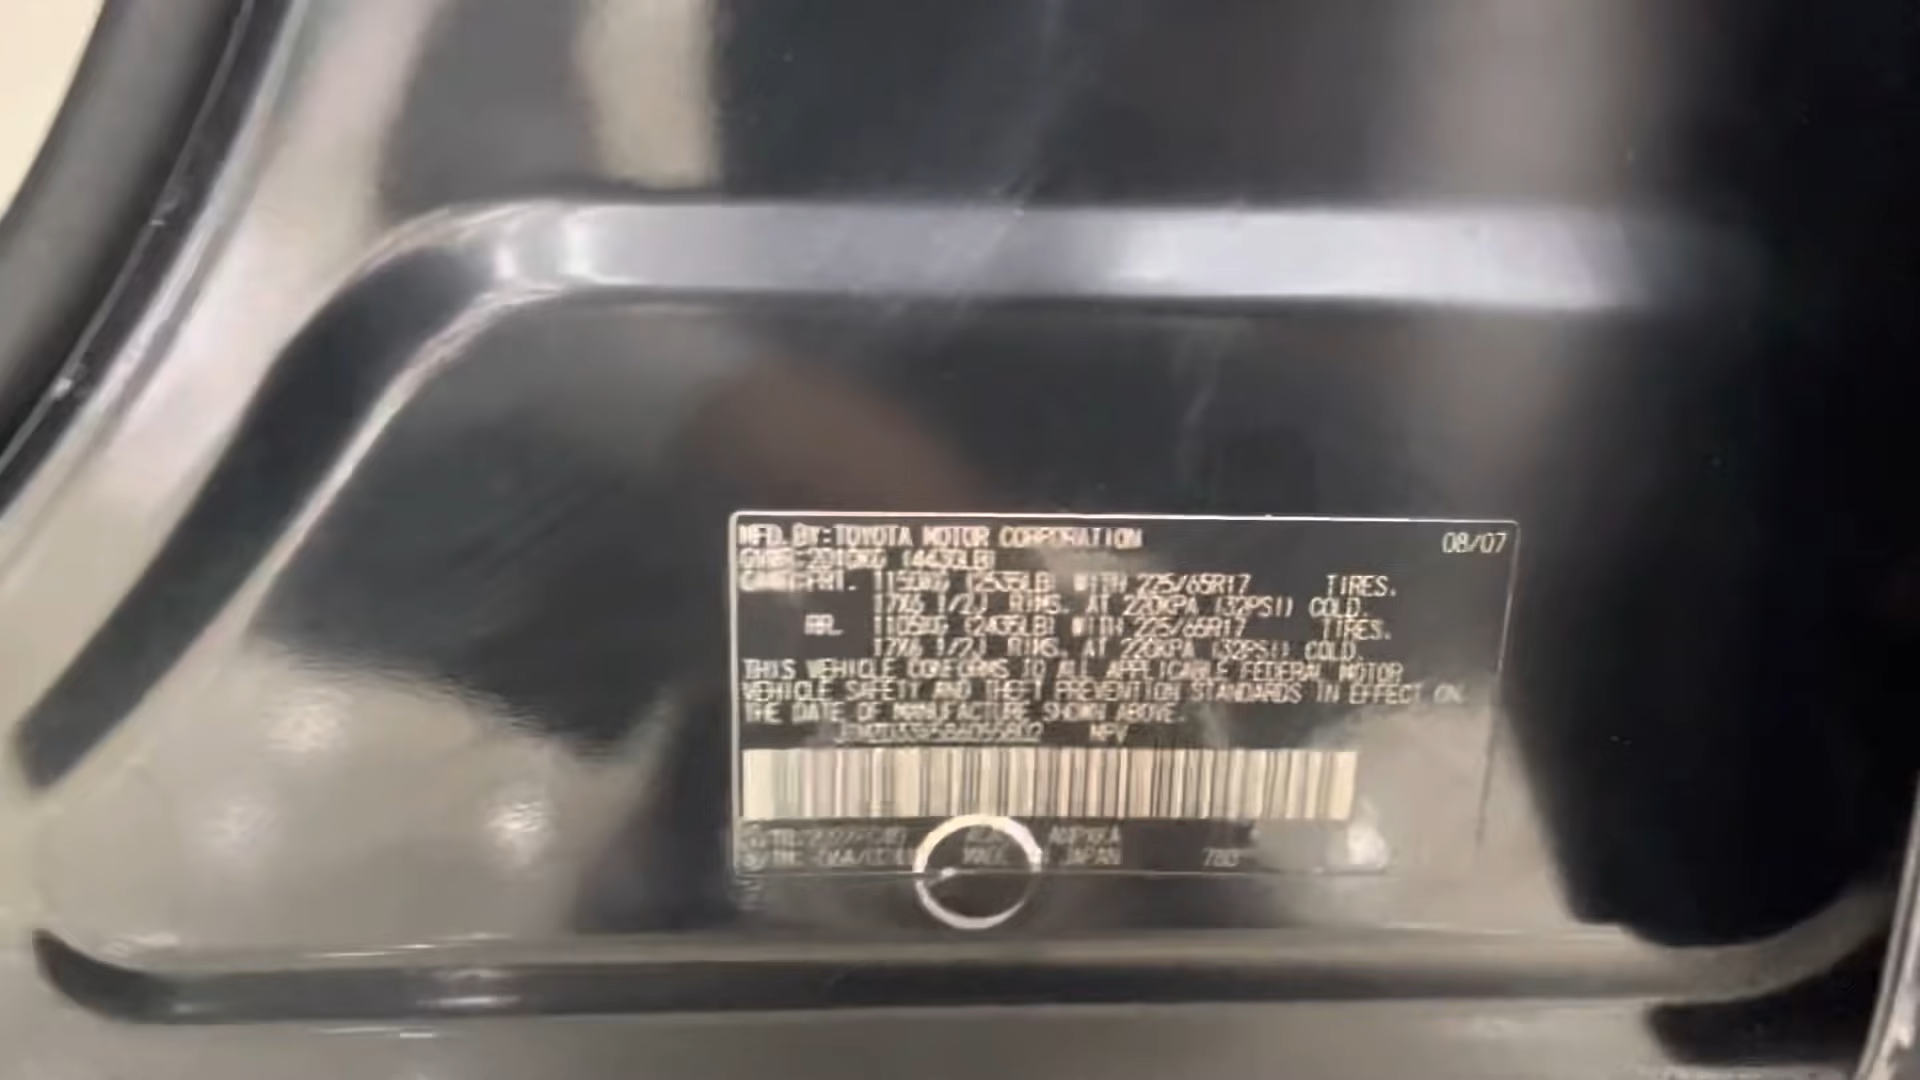 MFD. BY: TOYOTA MOTOR CORPORATION 08/07
GVWR: 2010KG (4430LB)
GAWR: FRT. 1150KG (2535LB) WITH 225/65R17 TIRES.
17X6 1/2J RIMS. AT 220KPA (32PSI) COLD.
RR. 1105KG (2435LB) WITH 225/65R17 TIRES.
17X6 1/2J RIMS. AT 220KPA (32PSI) COLD.
THIS VEHICLE CONFORMS TO ALL APPLICABLE FEDERAL MOTOR
VEHICLE SAFETY AND THEFT PREVENTION STANDARDS IN EFFECT ON
THE DATE OF MANUFACTURE SHOWN ABOVE.
MPV
MADE JAPAN